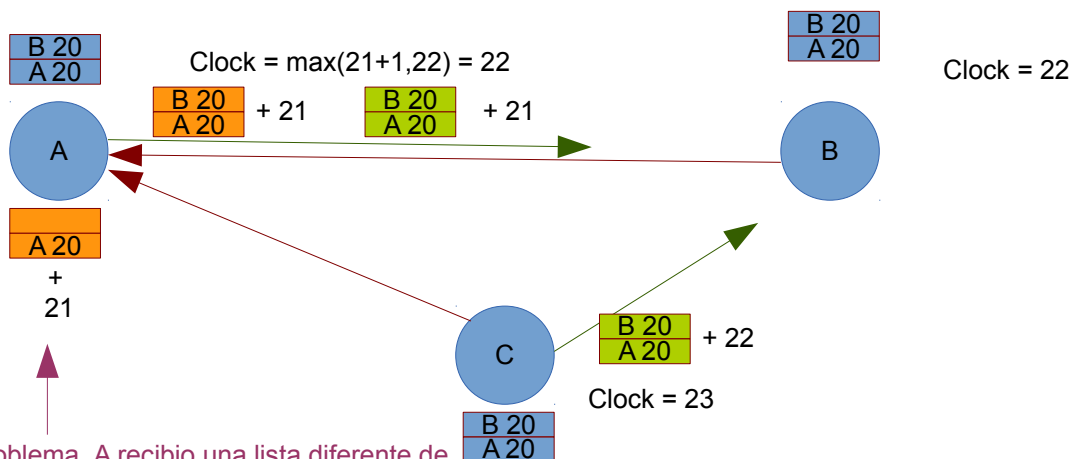 B 20
A 20
Clock = max(21+1,22) = 22
B 20
A 20
+ 21
B 20
A 20
+ 21
B 20
A 20
Clock = 22
A
B
A 20
+
21
C
B 20
A 20
+ 22
Clock = 23
B 20
A 20
A recibio una lista diferente de